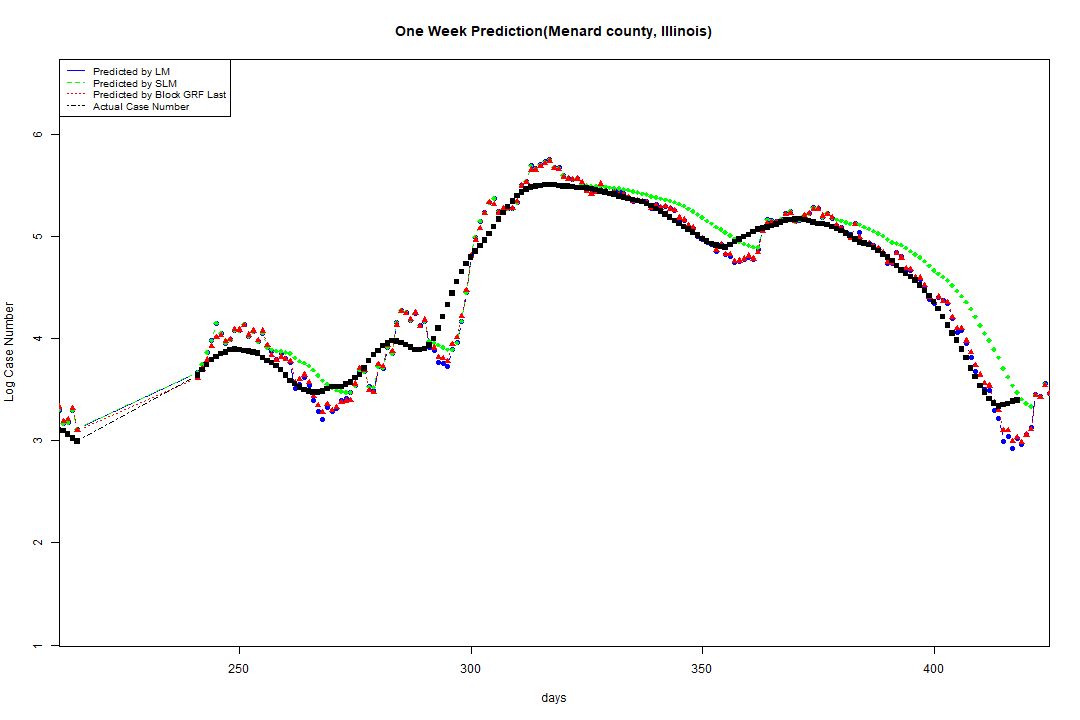 One Week Prediction(Menard county, Illinois)
Predicted by LM
Predicted by SLM
Predicted by Block GRF Last
Actual Case Number
Log Case Number
6
5
4
3
2
1
250 300 350 400
days